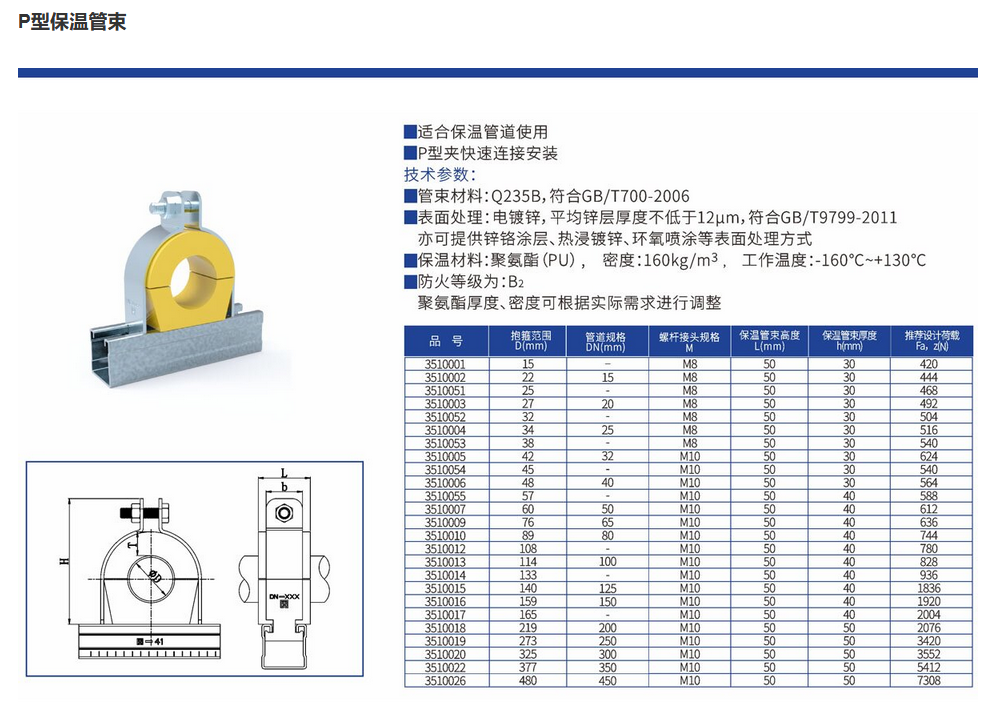 P型保温管束
■适合保温管道使用
■P型夹快速连接安装
技术参数：
■管束材料：Q235B，符合GB/T700-2006
■表面处理：电镀锌，平均锌层厚度不低于12μm，符合GB/T9799-2011
亦可提供锌铬涂层、热浸镀锌、环氧喷涂等表面处理方式
■保温材料：聚氨酯（PU）， 密度：160kg/m³， 工作温度：-160℃~+130℃
■防火等级为：B₂
聚氨酯厚度、密度可根据实际需求进行调整
品 号 抱箍范围 D(mm) 管道规格 DN(mm) 螺杆接头规格 M 保温管束高度 L(mm) 保温管束厚度 h(mm) 推荐设计荷载 Fa，z(N)
3510001 15 – M8 50 30 420
3510002 22 15 M8 50 30 444
3510051 25 - M8 50 30 468
3510003 27 20 M8 50 30 492
3510052 32 - M8 50 30 504
3510004 34 25 M8 50 30 516
3510053 38 - M8 50 30 540
3510005 42 32 M10 50 30 624
3510054 45 - M10 50 30 540
3510006 48 40 M10 50 30 564
3510055 57 - M10 50 40 588
3510007 60 50 M10 50 40 612
3510009 76 65 M10 50 40 636
3510010 89 80 M10 50 40 744
3510012 108 - M10 50 40 780
3510013 114 100 M10 50 40 828
3510014 133 - M10 50 40 936
3510015 140 125 M10 50 40 1836
3510016 159 150 M10 50 40 1920
3510017 165 - M10 50 40 2004
3510018 219 200 M10 50 50 2076
3510019 273 250 M10 50 50 3420
3510020 325 300 M10 50 50 3552
3510022 377 350 M10 50 50 5412
3510026 480 450 M10 50 50 7308
L
b
H
T
ØD
DN-XXX
41